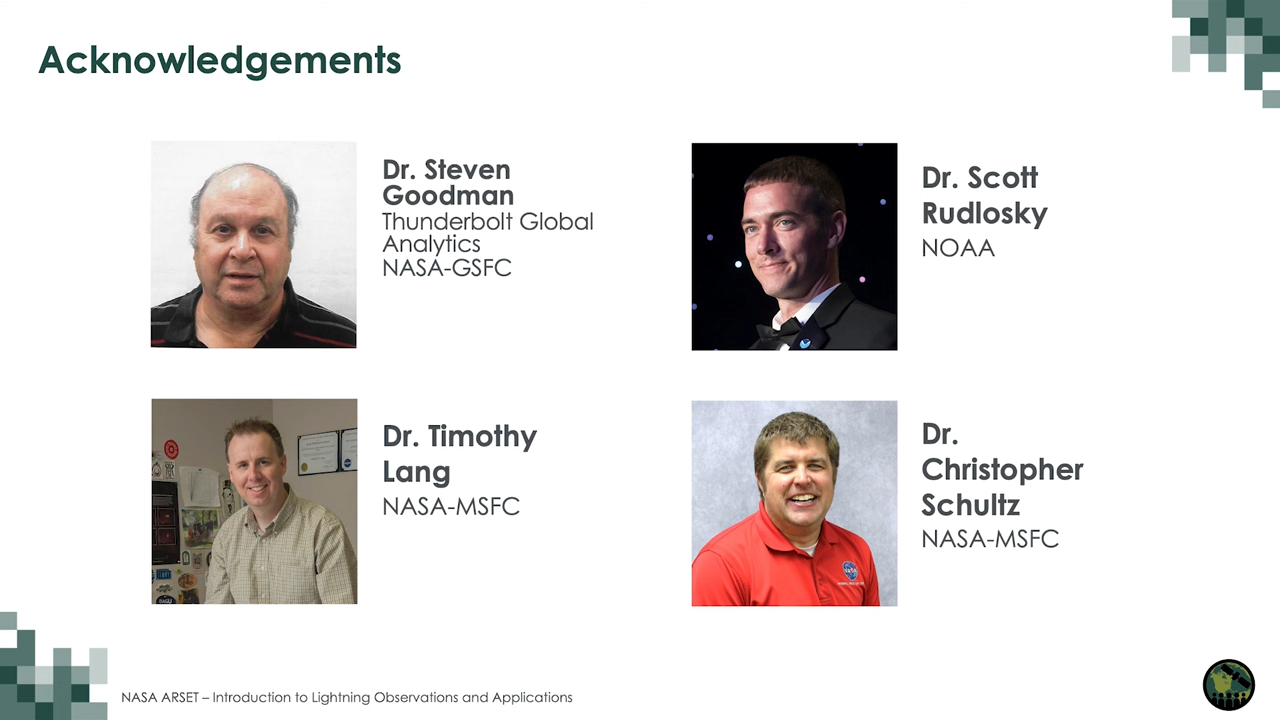 Acknowledgements
Dr. Steven
Goodman
Thunderbolt Global
Analytics
NASA-GSFC
Dr. Scott
Rudlosky
NOAA
Dr. Timothy
Lang
NASA-MSFC
Dr.
Christopher
Schultz
NASA-MSFC
NASA
NASA ARSET – Introduction to Lightning Observations and Applications